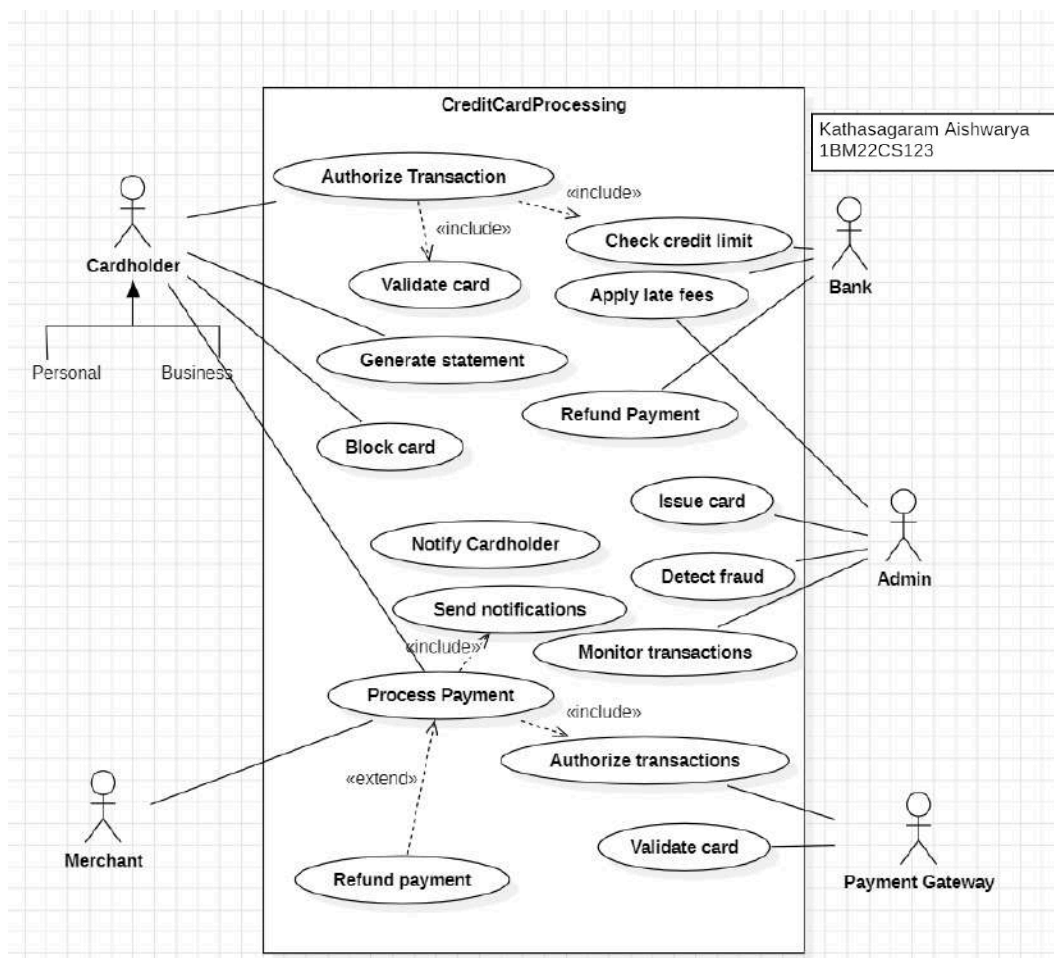 CreditCardProcessing
Kathasagaram Aishwarya
1BM22CS123
Authorize Transaction
«include»
«include»
Check credit limit
Cardholder
Validate card
Apply late fees
Bank
Generate statement
Personal
Business
Refund Payment
Block card
Issue card
Notify Cardholder
Detect fraud
Admin
Send notifications
«include»
Monitor transactions
Process Payment
«include»
Authorize transactions
«extend»
Merchant
Validate card
Refund payment
Payment Gateway